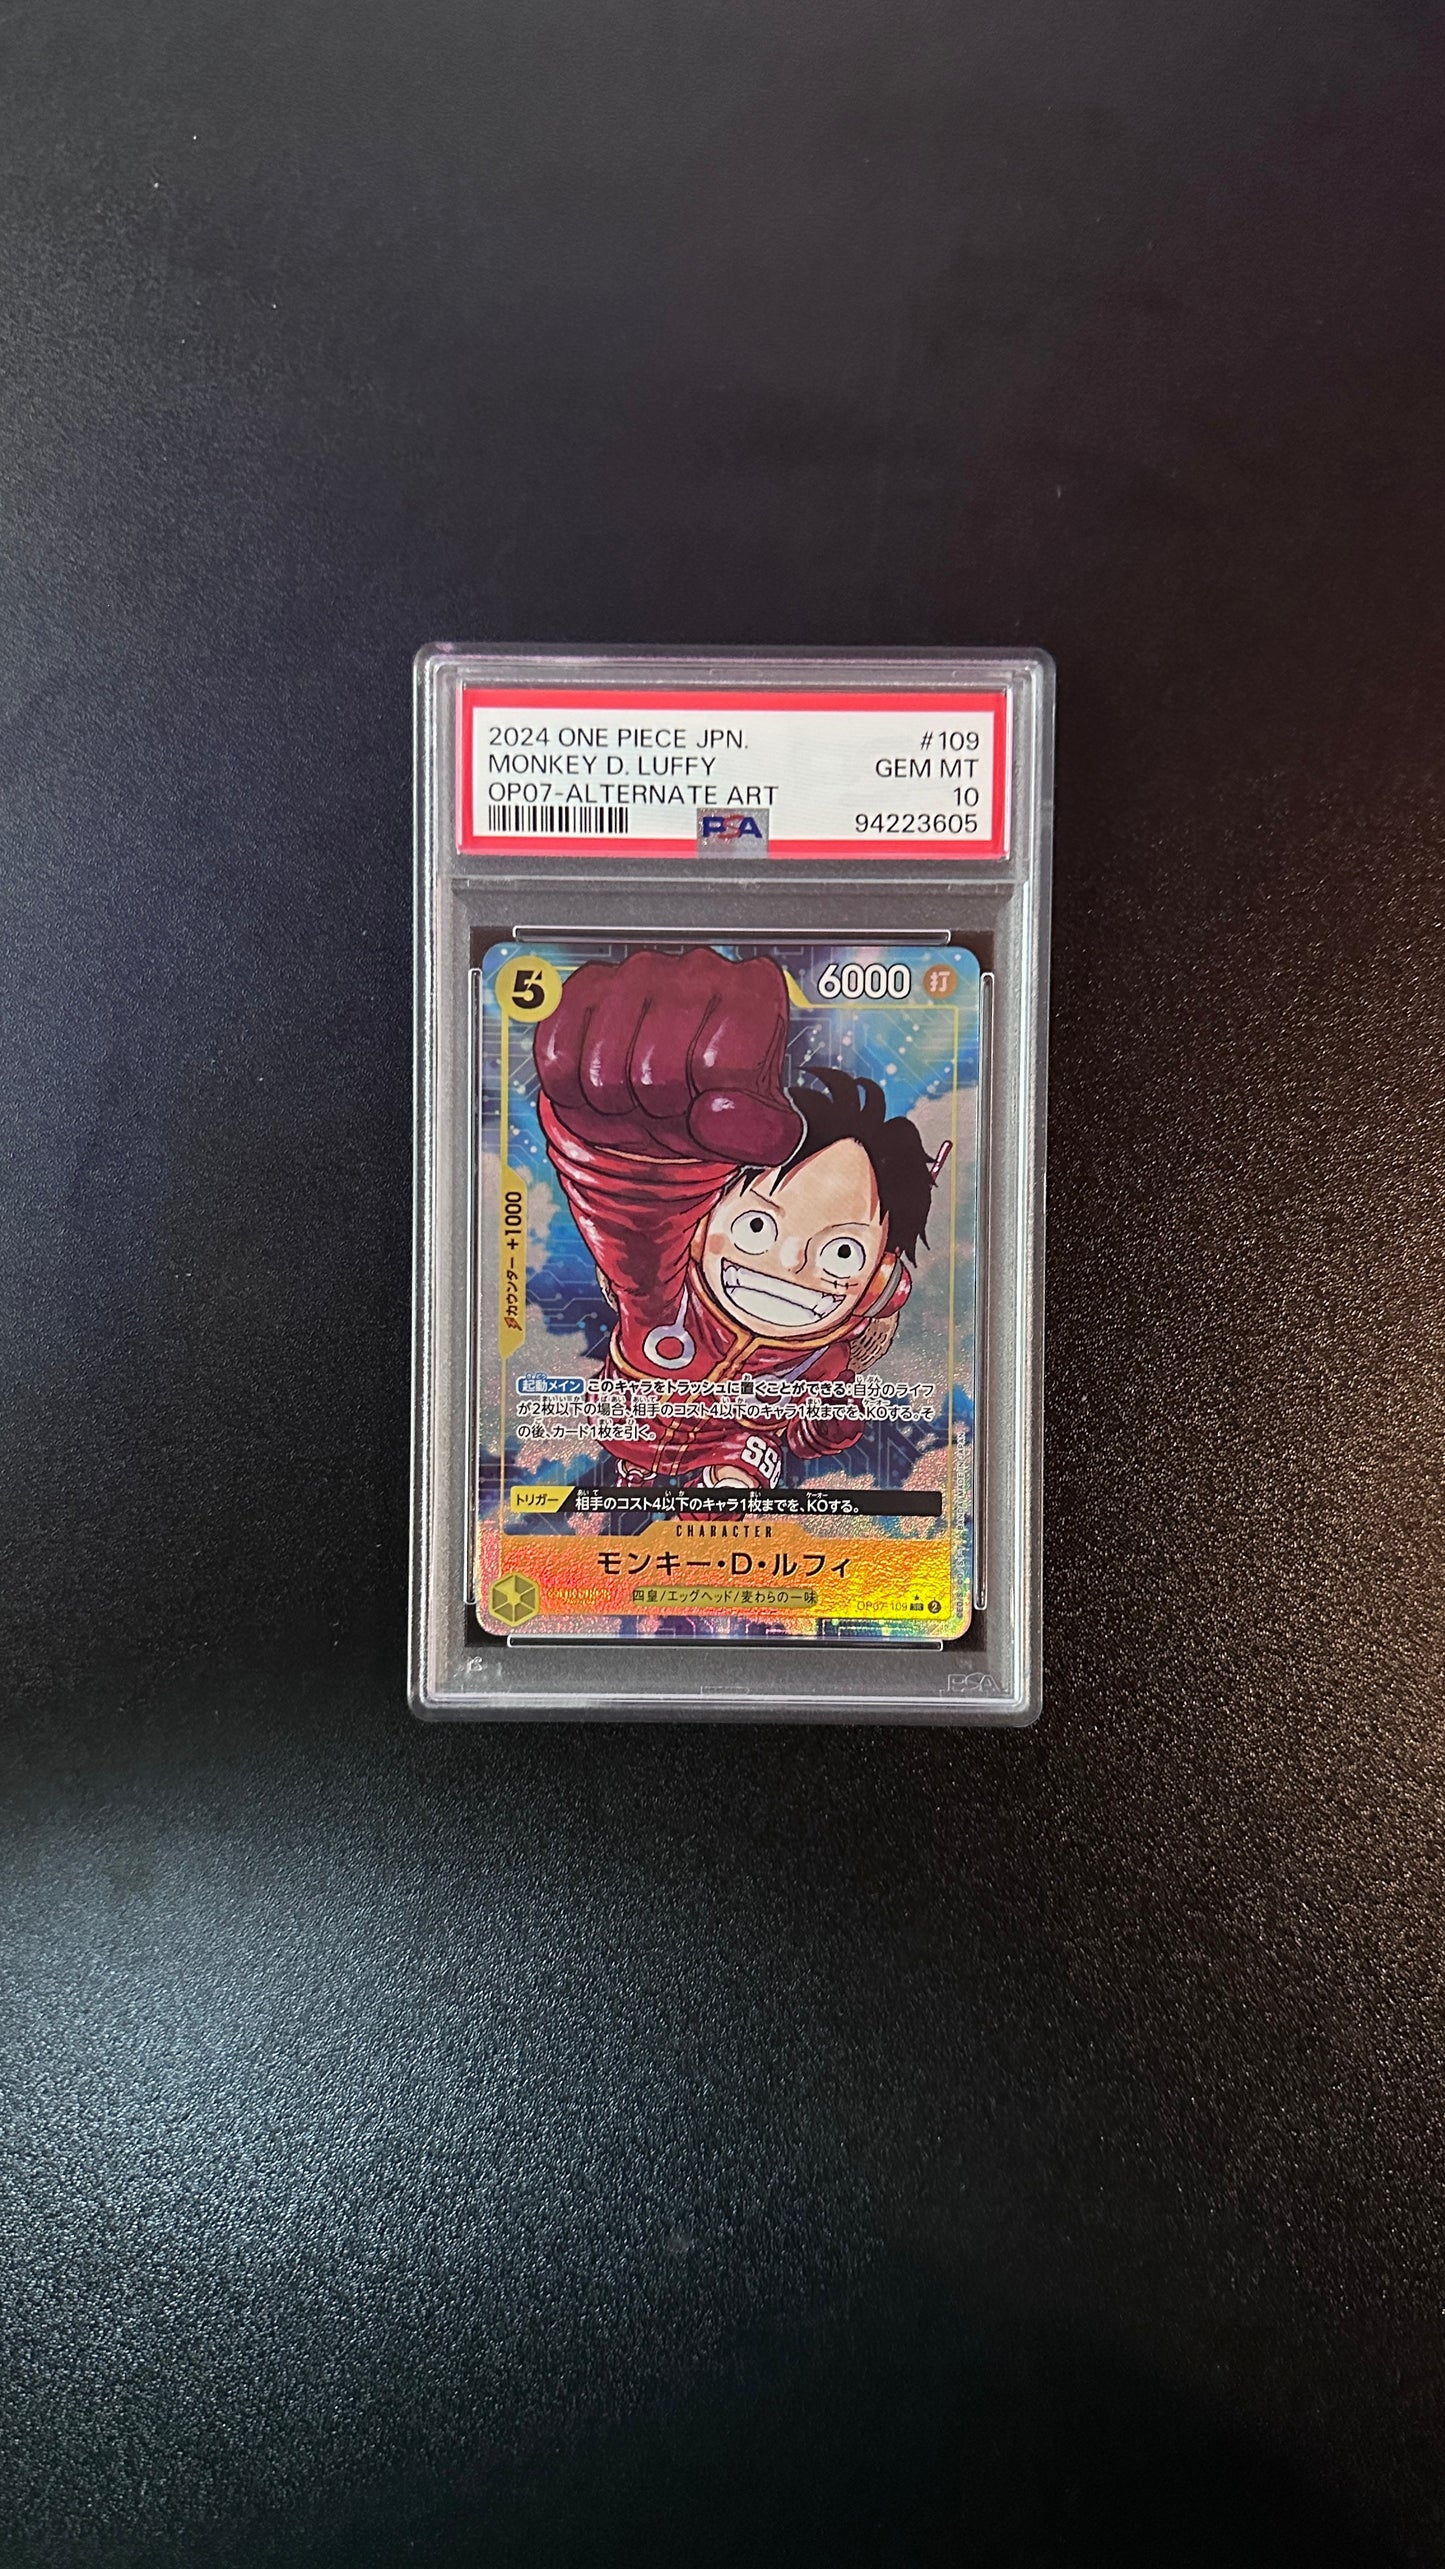 2024 ONE PIECE JPN. #109
MONKEY D. LUFFY GEM MT
OP07-ALTERNATE ART 10
PSA 94223605
5 6000 打
カウンター +1000
起動メイン このキャラをトラッシュに置くことができる:自分のライフ
が2枚以下の場合、相手のコスト4以下のキャラ1枚までを、KOする。そ
の後、カード1枚を引く。
SS
トリガー 相手のコスト4以下のキャラ1枚までを、KOする。
CHARACTER
モンキー・D・ルフィ
四皇/エッグヘッド/麦わらの一味
OP07-109 SR 2
PSA